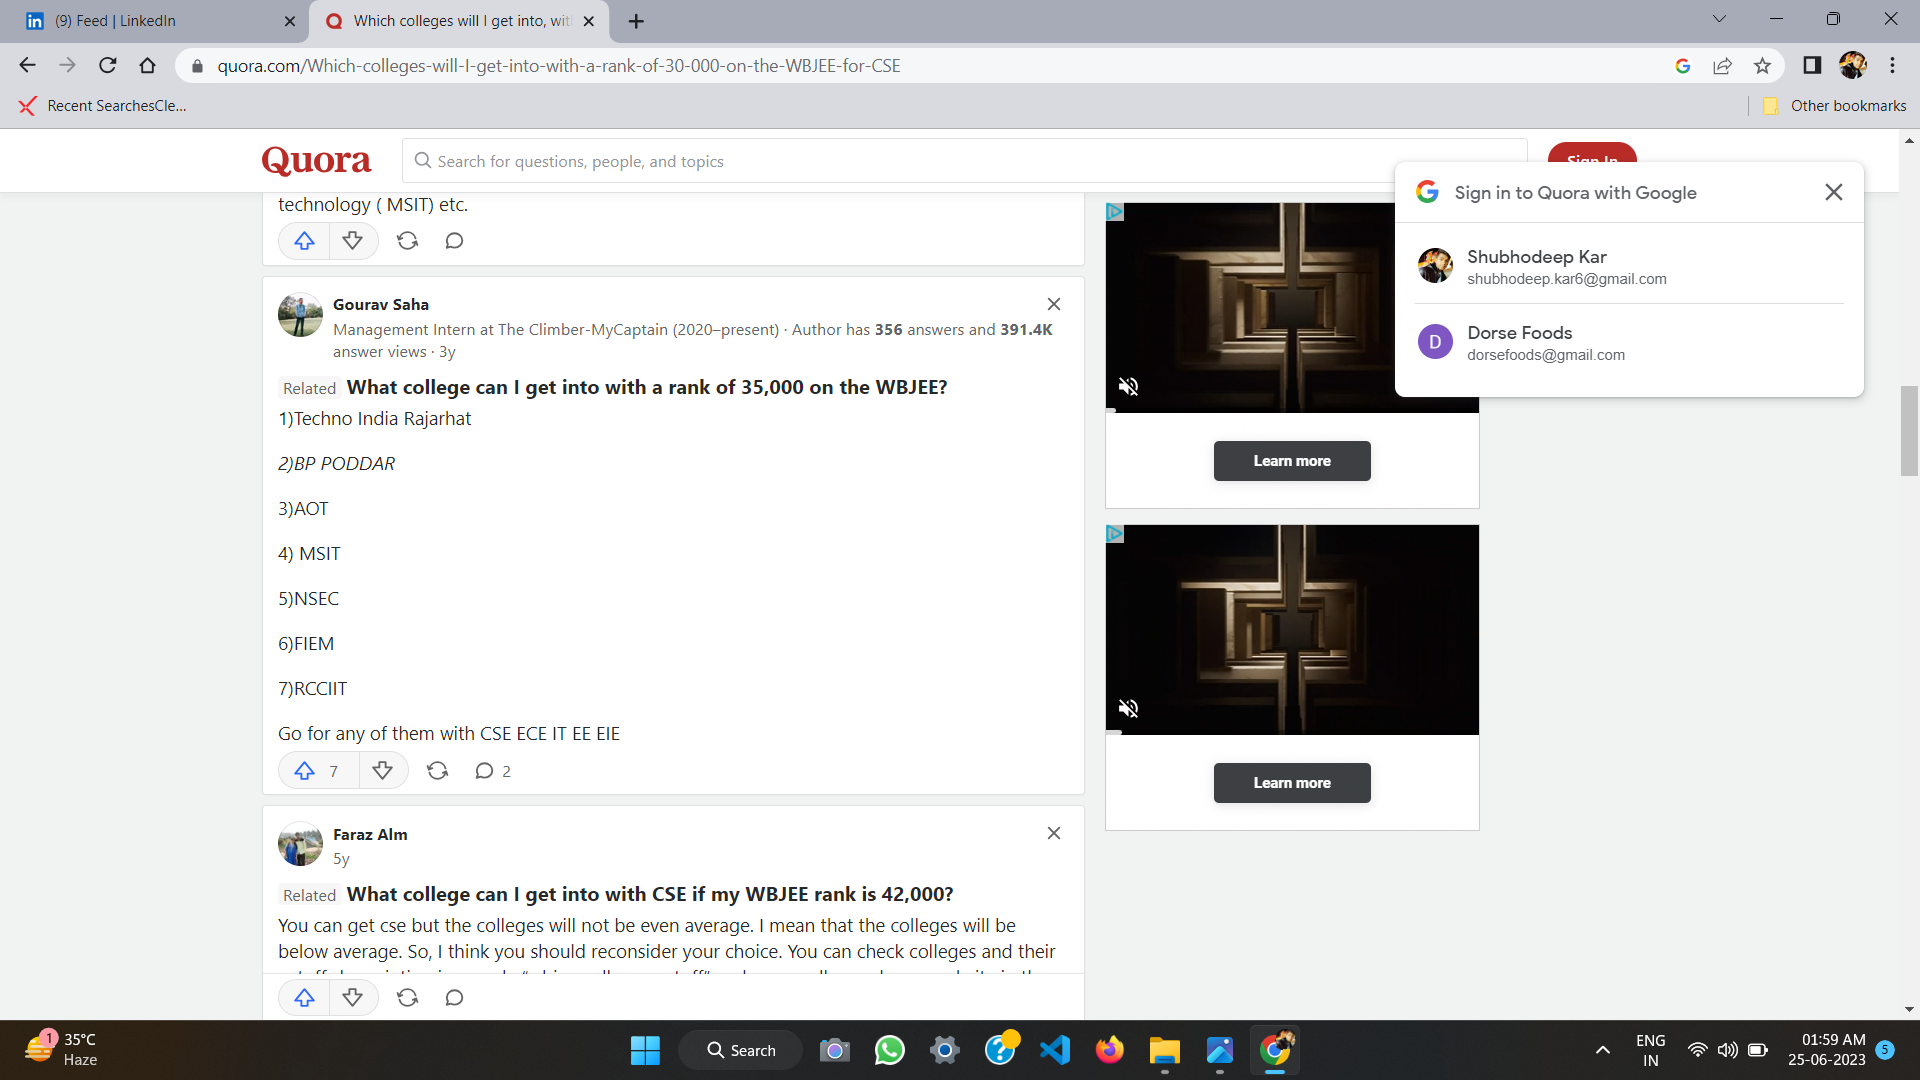 (9) Feed | LinkedIn
Which colleges will I get into, wit
quora.com/Which-colleges-will-I-get-into-with-a-rank-of-30-000-on-the-WBJEE-for-CSE
Recent SearchesCle...
Other bookmarks
Quora
Search for questions, people, and topics
Sign In
Sign in to Quora with Google
Shubhodeep Kar
shubhodeep.kar6@gmail.com
D
Dorse Foods
dorsefoods@gmail.com
technology ( MSIT) etc.
Gourav Saha
Management Intern at The Climber-MyCaptain (2020–present) · Author has 356 answers and 391.4K
answer views · 3y
Related What college can I get into with a rank of 35,000 on the WBJEE?
1)Techno India Rajarhat
2)BP PODDAR
3)AOT
4) MSIT
5)NSEC
6)FIEM
7)RCCIIT
Go for any of them with CSE ECE IT EE EIE
7
2
Learn more
Learn more
Faraz Alm
5y
Related What college can I get into with CSE if my WBJEE rank is 42,000?
You can get cse but the colleges will not be even average. I mean that the colleges will be
below average. So, I think you should reconsider your choice. You can check colleges and their
1
35°C
Haze
Search
ENG
IN
01:59 AM
25-06-2023
5